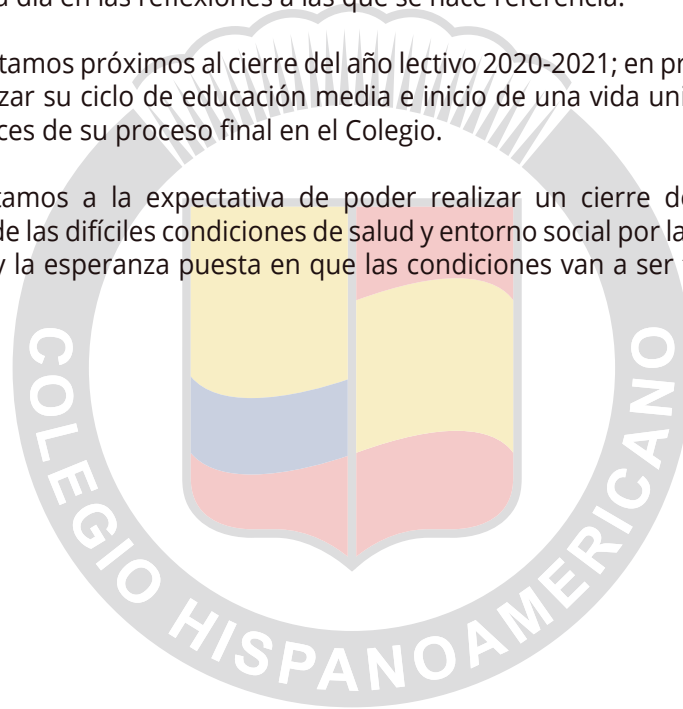 día en las reflexiones a las que se hace referencia.
tamos próximos al cierre del año lectivo 2020-2021; en pr
zar su ciclo de educación media e inicio de una vida uni
ces de su proceso final en el Colegio.
tamos a la expectativa de poder realizar un cierre de
de las difíciles condiciones de salud y entorno social por la
y la esperanza puesta en que las condiciones van a ser
COLEGIO HISPANOAMERICANO